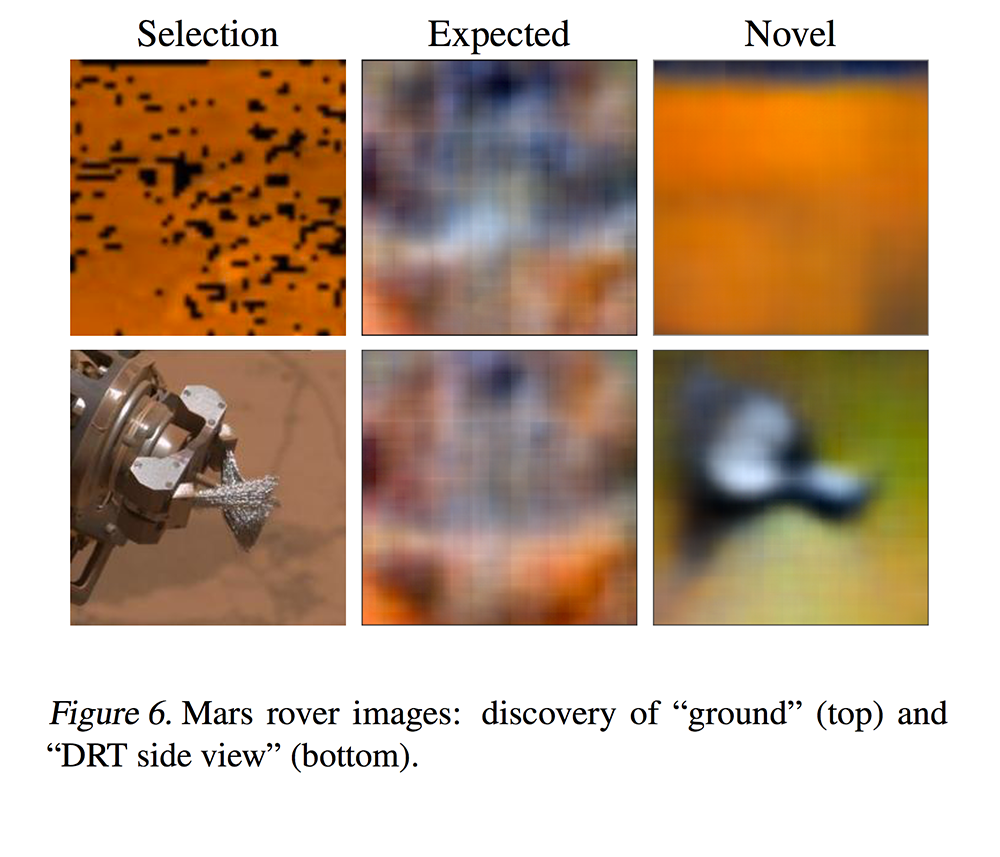 Selection Expected Novel
Figure 6. Mars rover images: discovery of “ground” (top) and
“DRT side view” (bottom).